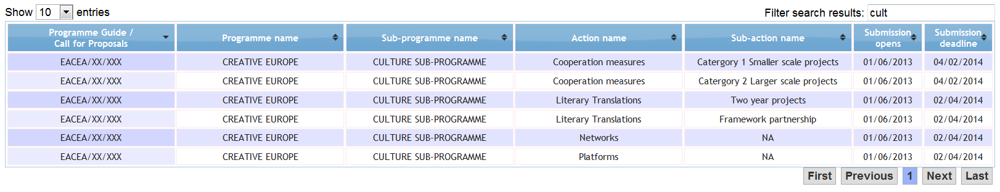 Show 10 entries Filter search results: cult
Programme Guide / Call for Proposals Programme name Sub-programme name Action name Sub-action name Submission opens Submission deadline
EACEA/XX/XXX CREATIVE EUROPE CULTURE SUB-PROGRAMME Cooperation measures Catergory 1 Smaller scale projects 01/06/2013 04/02/2014
EACEA/XX/XXX CREATIVE EUROPE CULTURE SUB-PROGRAMME Cooperation measures Catergory 2 Larger scale projects 01/06/2013 04/02/2014
EACEA/XX/XXX CREATIVE EUROPE CULTURE SUB-PROGRAMME Literary Translations Two year projects 01/06/2013 02/04/2014
EACEA/XX/XXX CREATIVE EUROPE CULTURE SUB-PROGRAMME Literary Translations Framework partnership 01/06/2013 02/04/2014
EACEA/XX/XXX CREATIVE EUROPE CULTURE SUB-PROGRAMME Networks NA 01/06/2013 02/04/2014
EACEA/XX/XXX CREATIVE EUROPE CULTURE SUB-PROGRAMME Platforms NA 01/06/2013 02/04/2014
First Previous 1 Next Last